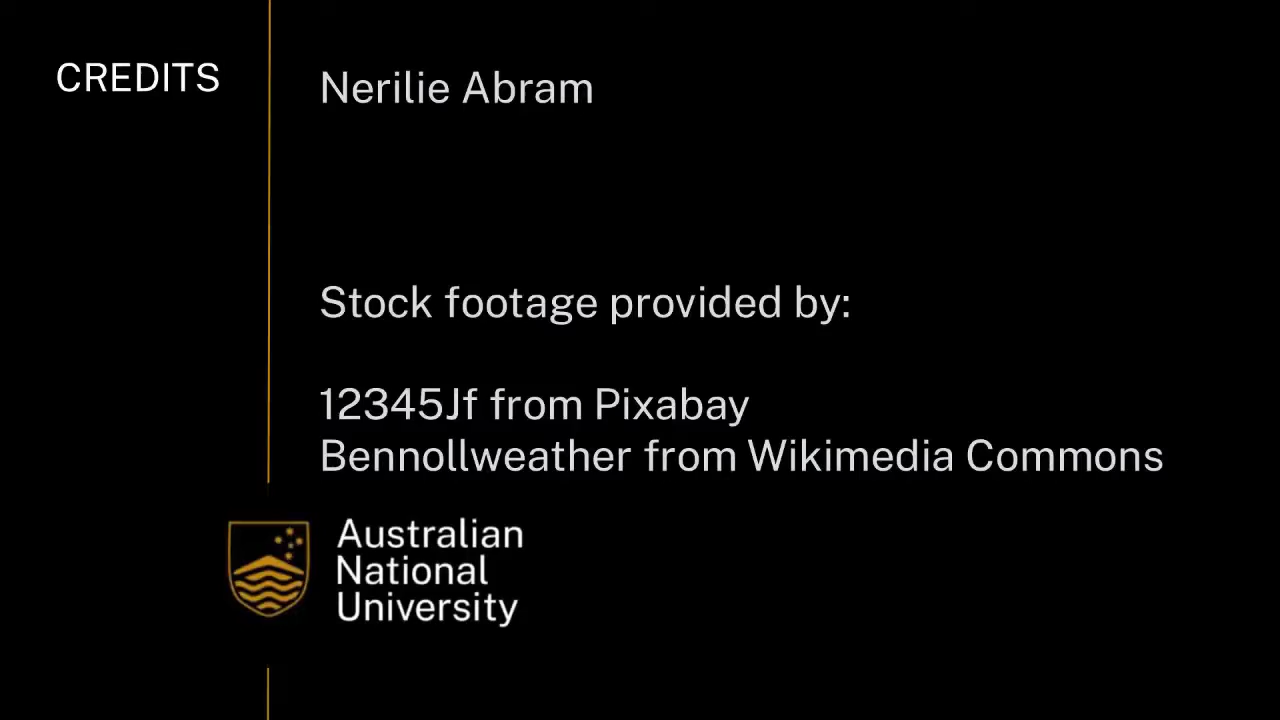 CREDITS
Nerilie Abram
Stock footage provided by:
12345Jf from Pixabay
Bennollweather from Wikimedia Commons
Australian
National
University